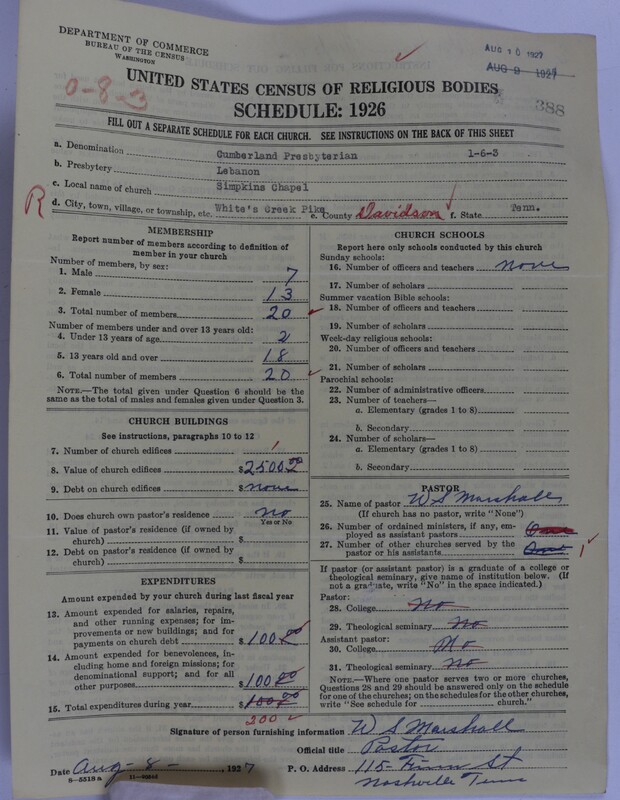 DEPARTMENT OF COMMERCE
BUREAU OF THE CENSUS
WASHINGTON
AUG 10 1927
AUG 9 1927
0-8-3
UNITED STATES CENSUS OF RELIGIOUS BODIES
388
SCHEDULE: 1926
FILL OUT A SEPARATE SCHEDULE FOR EACH CHURCH. SEE INSTRUCTIONS ON THE BACK OF THIS SHEET
a. Denomination Cumberland Presbyterian 1-6-3
b. Presbytery Lebanon
c. Local name of church Simpkins Chapel
R
d. City, town, village, or township, etc. White's Creek Pike e. County Davidson f. State Tenn.
MEMBERSHIP
Report number of members according to definition of
member in your church
Number of members, by sex:
1. Male 7
2. Female 13
3. Total number of members 20
Number of members under and over 13 years old:
4. Under 13 years of age 2
5. 13 years old and over 18
6. Total number of members 20
NOTE.—The total given under Question 6 should be
same as the total of males and females given under Question 3.
CHURCH BUILDINGS
See instructions, paragraphs 10 to 12
7. Number of church edifices 1
8. Value of church edifices $2500.00
9. Debt on church edifices $none
10. Does church own pastor's residence no
Yes or No
11. Value of pastor's residence (if owned by
church) $
12. Debt on pastor's residence (if owned by
church) $
EXPENDITURES
Amount expended by your church during last fiscal year
13. Amount expended for salaries, repairs,
and other running expenses; for im-
provements or new buildings; and for
payments on church debt $100.00
14. Amount expended for benevolences, in-
cluding home and foreign missions; for
denominational support; and for all
other purposes $100.00
15. Total expenditures during year $100.00
200
CHURCH SCHOOLS
Report here only schools conducted by this church
Sunday schools:
16. Number of officers and teachers none
17. Number of scholars
Summer vacation Bible schools:
18. Number of officers and teachers
19. Number of scholars
Week-day religious schools:
20. Number of officers and teachers
21. Number of scholars
Parochial schools:
22. Number of administrative officers
23. Number of teachers—
a. Elementary (grades 1 to 8)
b. Secondary
24. Number of scholars—
a. Elementary (grades 1 to 8)
b. Secondary
PASTOR
25. Name of pastor W S Marshall
(If church has no pastor, write "None")
26. Number of ordained ministers, if any, em-
ployed as assistant pastors One
27. Number of other churches served by the
pastor or his assistants One 1
If pastor (or assistant pastor) is a graduate of a college or
theological seminary, give name of institution below. (If
not a graduate, write "No" in the space indicated.)
Pastor:
28. College No
29. Theological seminary No
Assistant pastor:
30. College No
31. Theological seminary No
NOTE.—Where one pastor serves two or more churches,
Questions 28 and 29 should be answered only on the schedule
for one of the churches; on the schedules for the other churches,
write "See schedule for church."
Signature of person furnishing information W S Marshall
Official title Pastor
Date Aug - 8 - 1927 P. O. Address 115- St
Nashville Tenn
8—5513 a